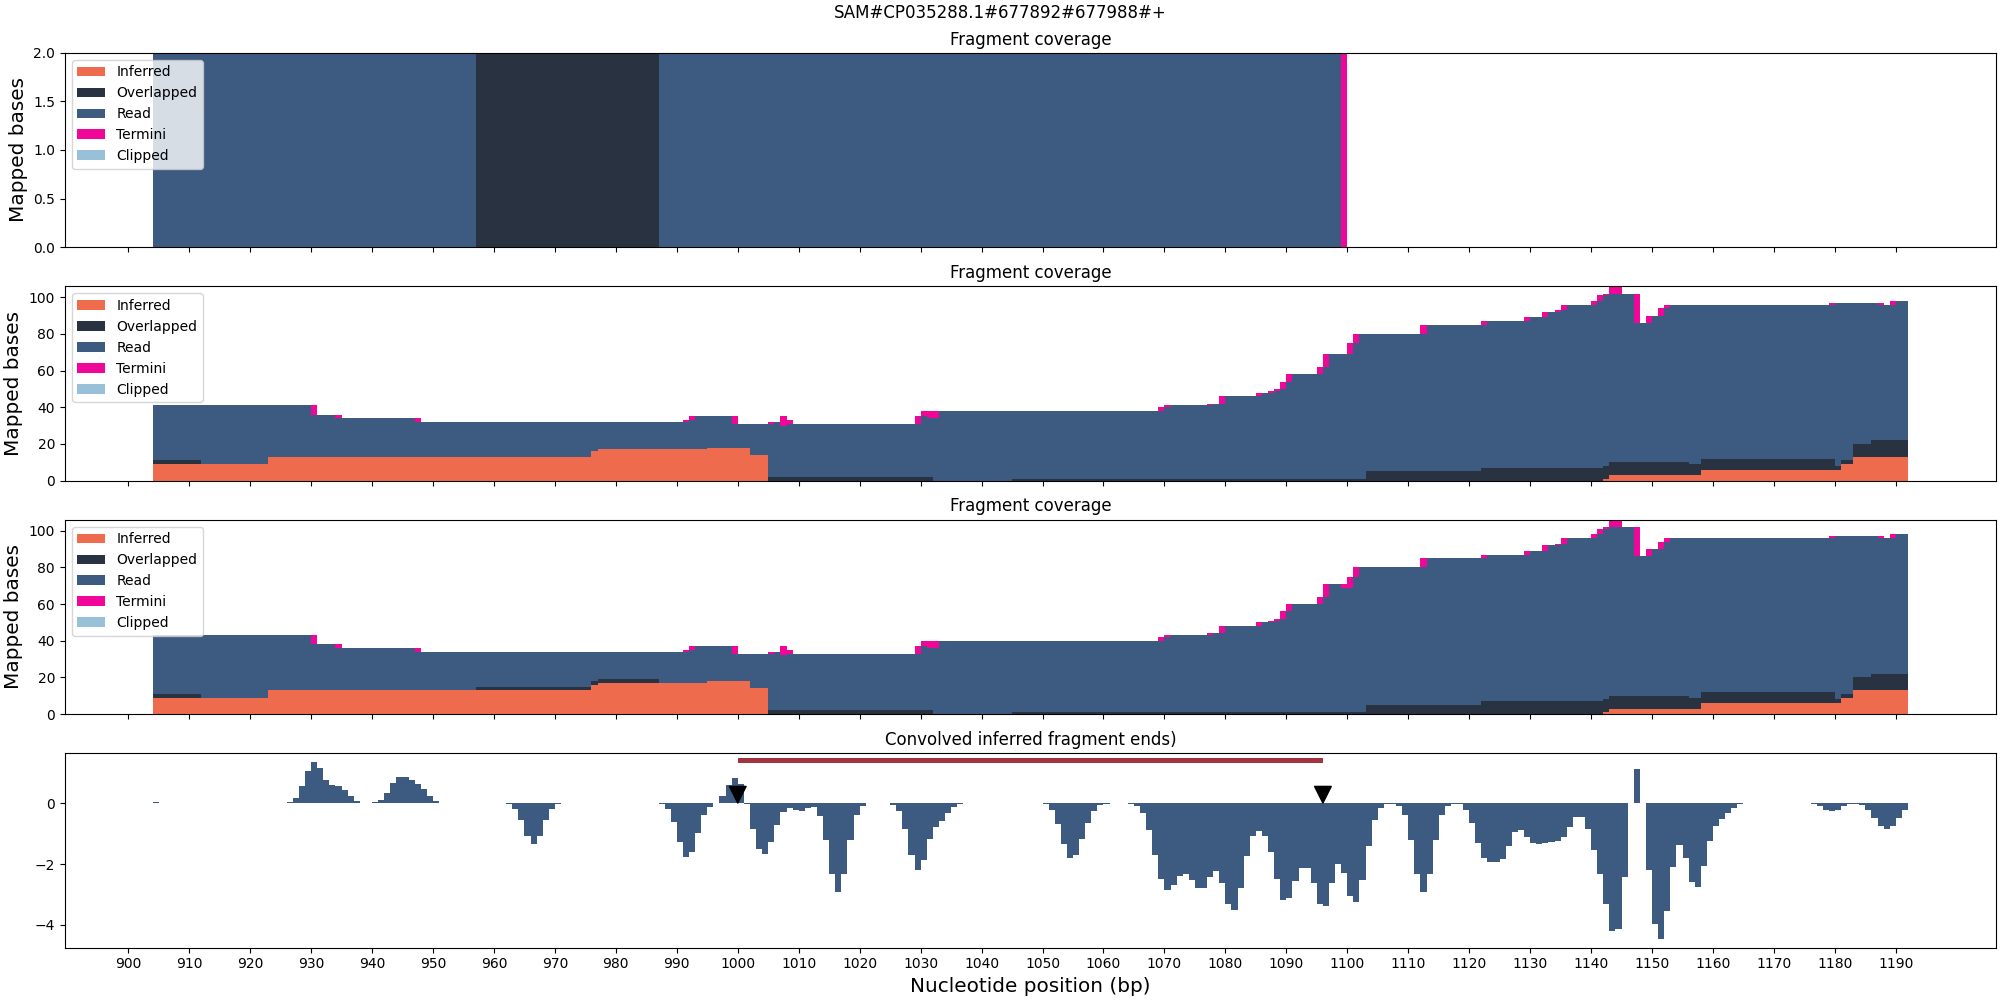 SAM#CP035288.1#677892#677988#+
Fragment coverage
Mapped bases
2.0
1.5
1.0
0.5
0.0
Inferred
Overlapped
Read
Termini
Clipped
Fragment coverage
Mapped bases
100
80
60
40
20
0
Inferred
Overlapped
Read
Termini
Clipped
Fragment coverage
Mapped bases
100
80
60
40
20
0
Inferred
Overlapped
Read
Termini
Clipped
Convolved inferred fragment ends)
0
−2
−4
900 910 920 930 940 950 960 970 980 990 1000 1010 1020 1030 1040 1050 1060 1070 1080 1090 1100 1110 1120 1130 1140 1150 1160 1170 1180 1190
Nucleotide position (bp)